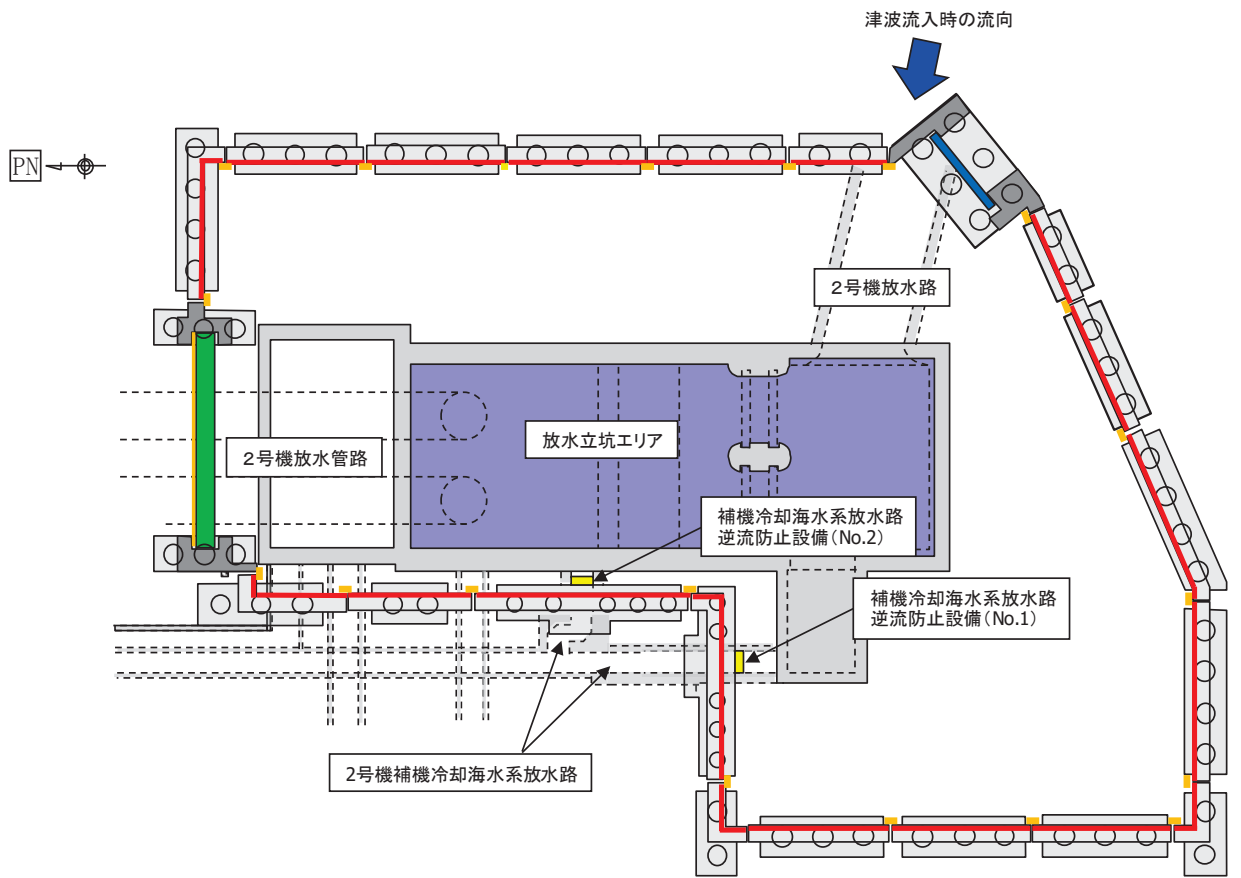 津波流入時の流向
PN
2号機放水路
放水立坑エリア
2号機放水管路
補機冷却海水系放水路
逆流防止設備(No.2)
補機冷却海水系放水路
逆流防止設備(No.1)
2号機補機冷却海水系放水路